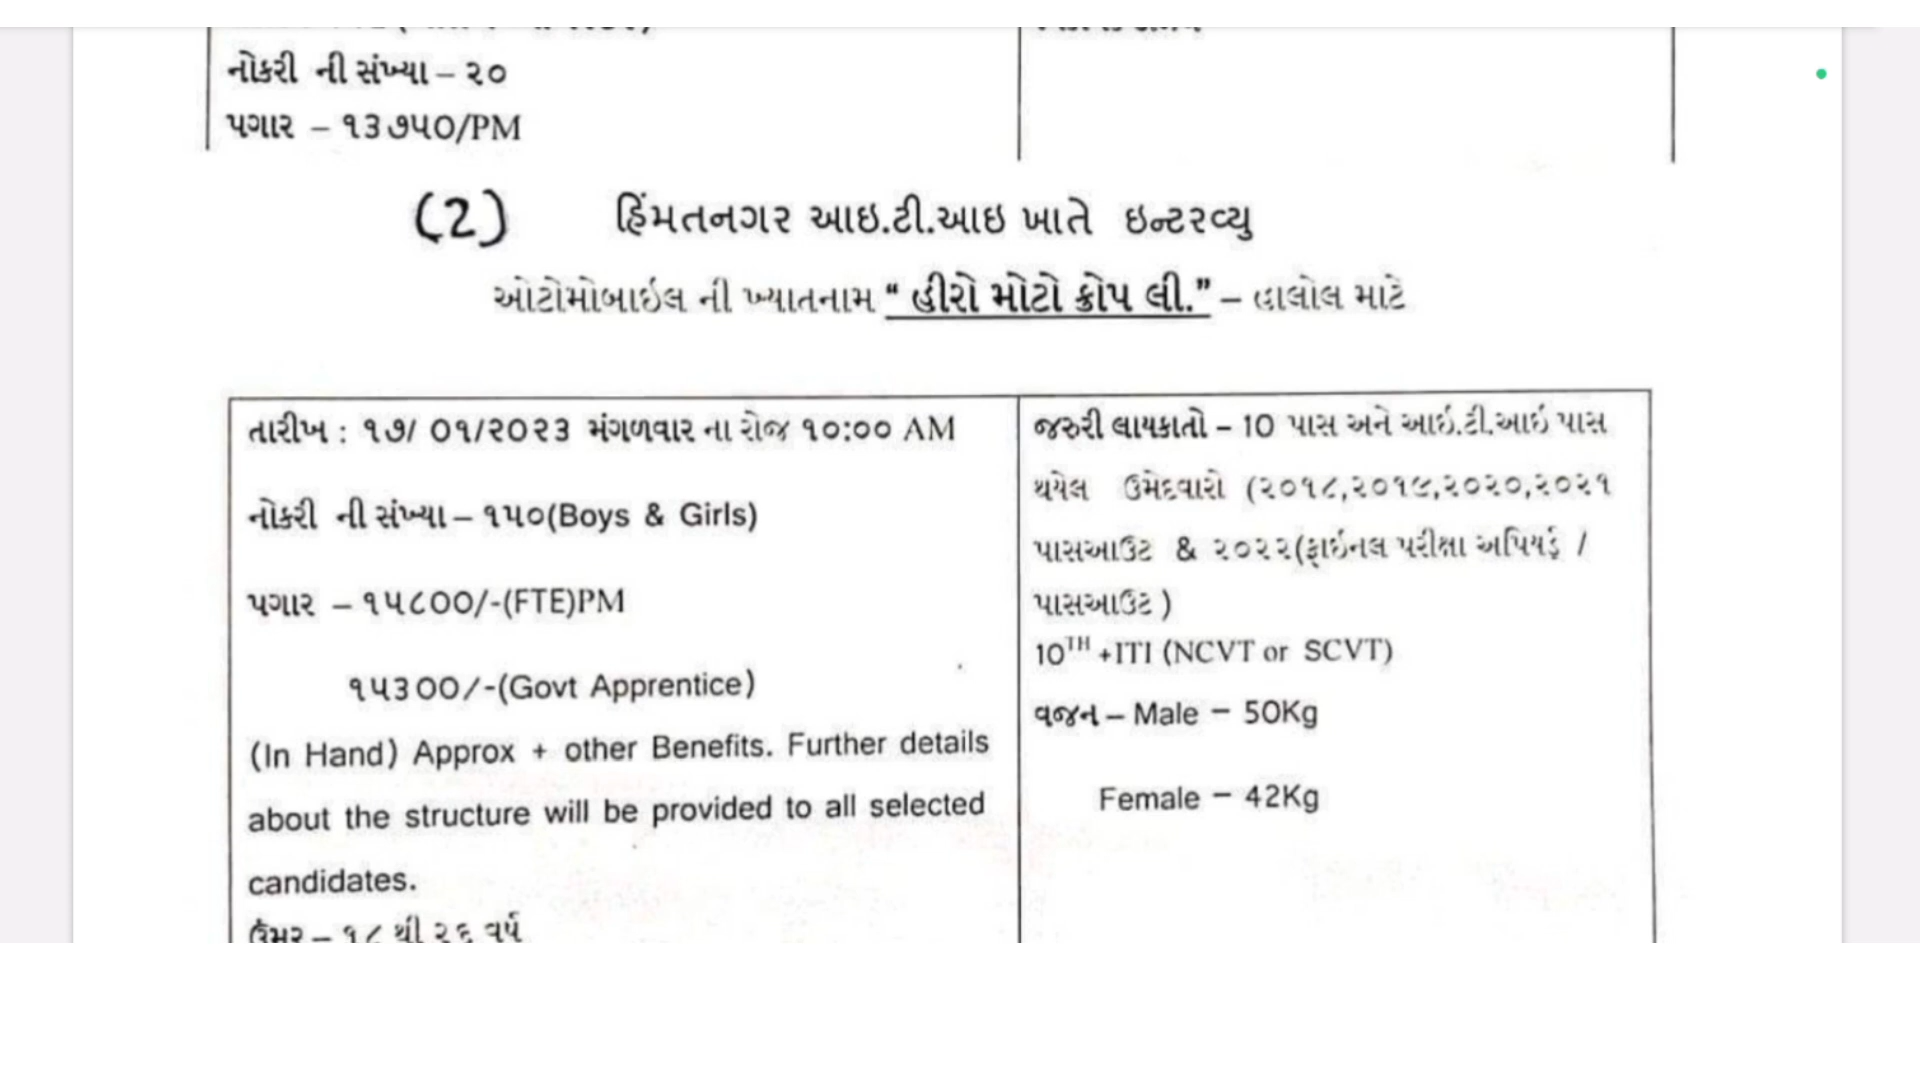 નોકરી ની સંખ્યા – ૨૦
પગાર – ૧૩૭૫૦/PM
(2) હિંમતનગર આઇ.ટી.આઇ ખાતે ઇન્ટરવ્યુ
ઓટોમોબાઇલ ની ખ્યાતનામ “ હીરો મોટો ક્રોપ લી.” – હાલોલ માટે
તારીખ : ૧૭/ ૦૧/૨૦૨૩ મંગળવાર ના રોજ ૧૦:૦૦ AM
નોકરી ની સંખ્યા – ૧૫૦(Boys & Girls)
પગાર – ૧૫૮૦૦/-(FTE)PM
૧૫૩૦૦/-(Govt Apprentice)
(In Hand) Approx + other Benefits. Further details
about the structure will be provided to all selected
candidates.
ઉંમર – ૧૮ થી ૨૬ વર્ષ
જરુરી લાયકાતો – 10 પાસ અને આઇ.ટી.આઇ પાસ
થયેલ ઉમેદવારો (૨૦૧૮,૨૦૧૯,૨૦૨૦,૨૦૨૧
પાસઆઉટ & ૨૦૨૨(ફાઇનલ પરીક્ષા અપિયર્ડ /
પાસઆઉટ )
10TH +ITI (NCVT or SCVT)
વજન – Male – 50Kg
Female – 42Kg